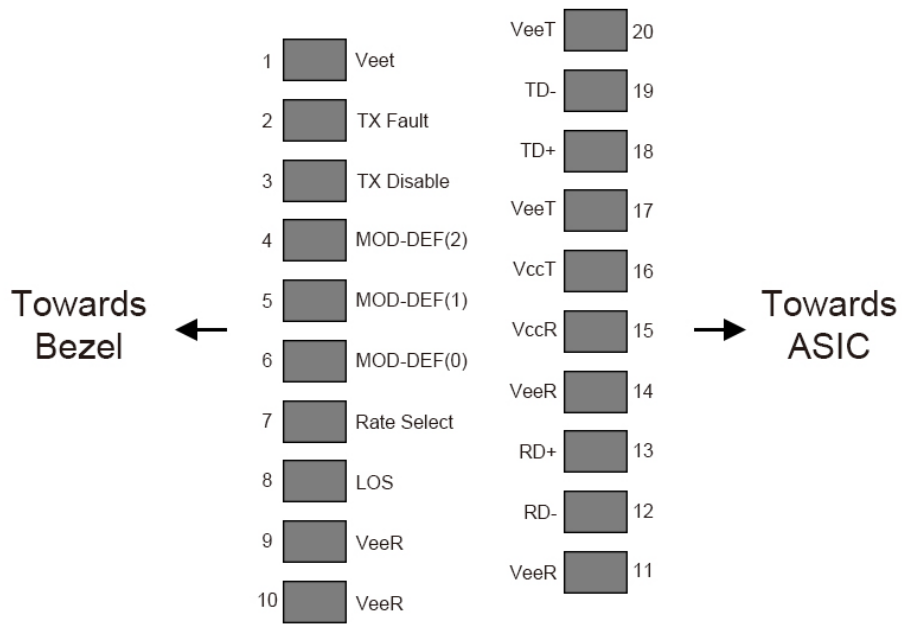 VeeT 20
1 Veet
TD- 19
2 TX Fault
TD+ 18
3 TX Disable
VeeT 17
4 MOD-DEF(2)
VccT 16
5 MOD-DEF(1)
Towards
Bezel
VccR 15
Towards
ASIC
6 MOD-DEF(0)
VeeR 14
7 Rate Select
RD+ 13
8 LOS
RD- 12
9 VeeR
VeeR 11
10 VeeR